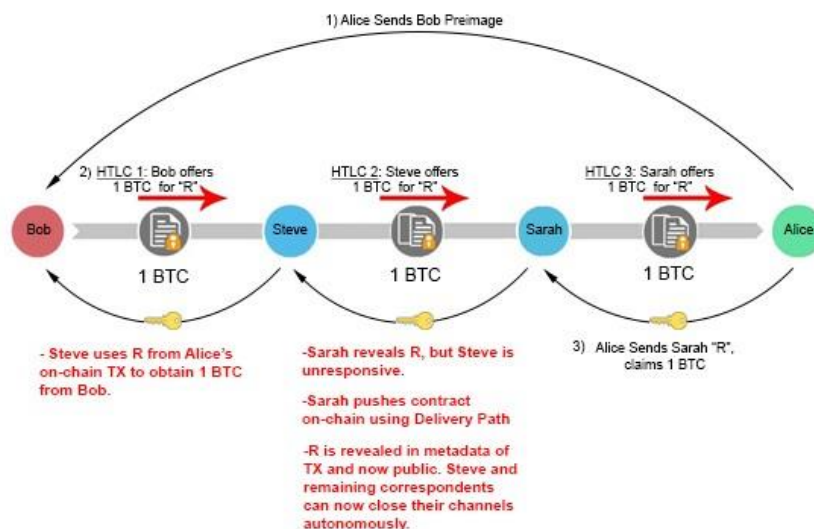 1) Alice Sends Bob Preimage
2) HTLC 1: Bob offers
1 BTC for “R”
HTLC 2: Steve offers
1 BTC for “R”
HTLC 3: Sarah offers
1 BTC for “R”
Bob
Steve
Sarah
Alice
1 BTC
1 BTC
1 BTC
- Steve uses R from Alice's
on-chain TX to obtain 1 BTC
from Bob.
-Sarah reveals R, but Steve is
unresponsive.
-Sarah pushes contract
on-chain using Delivery Path
-R is revealed in metadata of
TX and now public. Steve and
remaining correspondents
can now close their channels
autonomously.
3) Alice Sends Sarah “R”,
claims 1 BTC